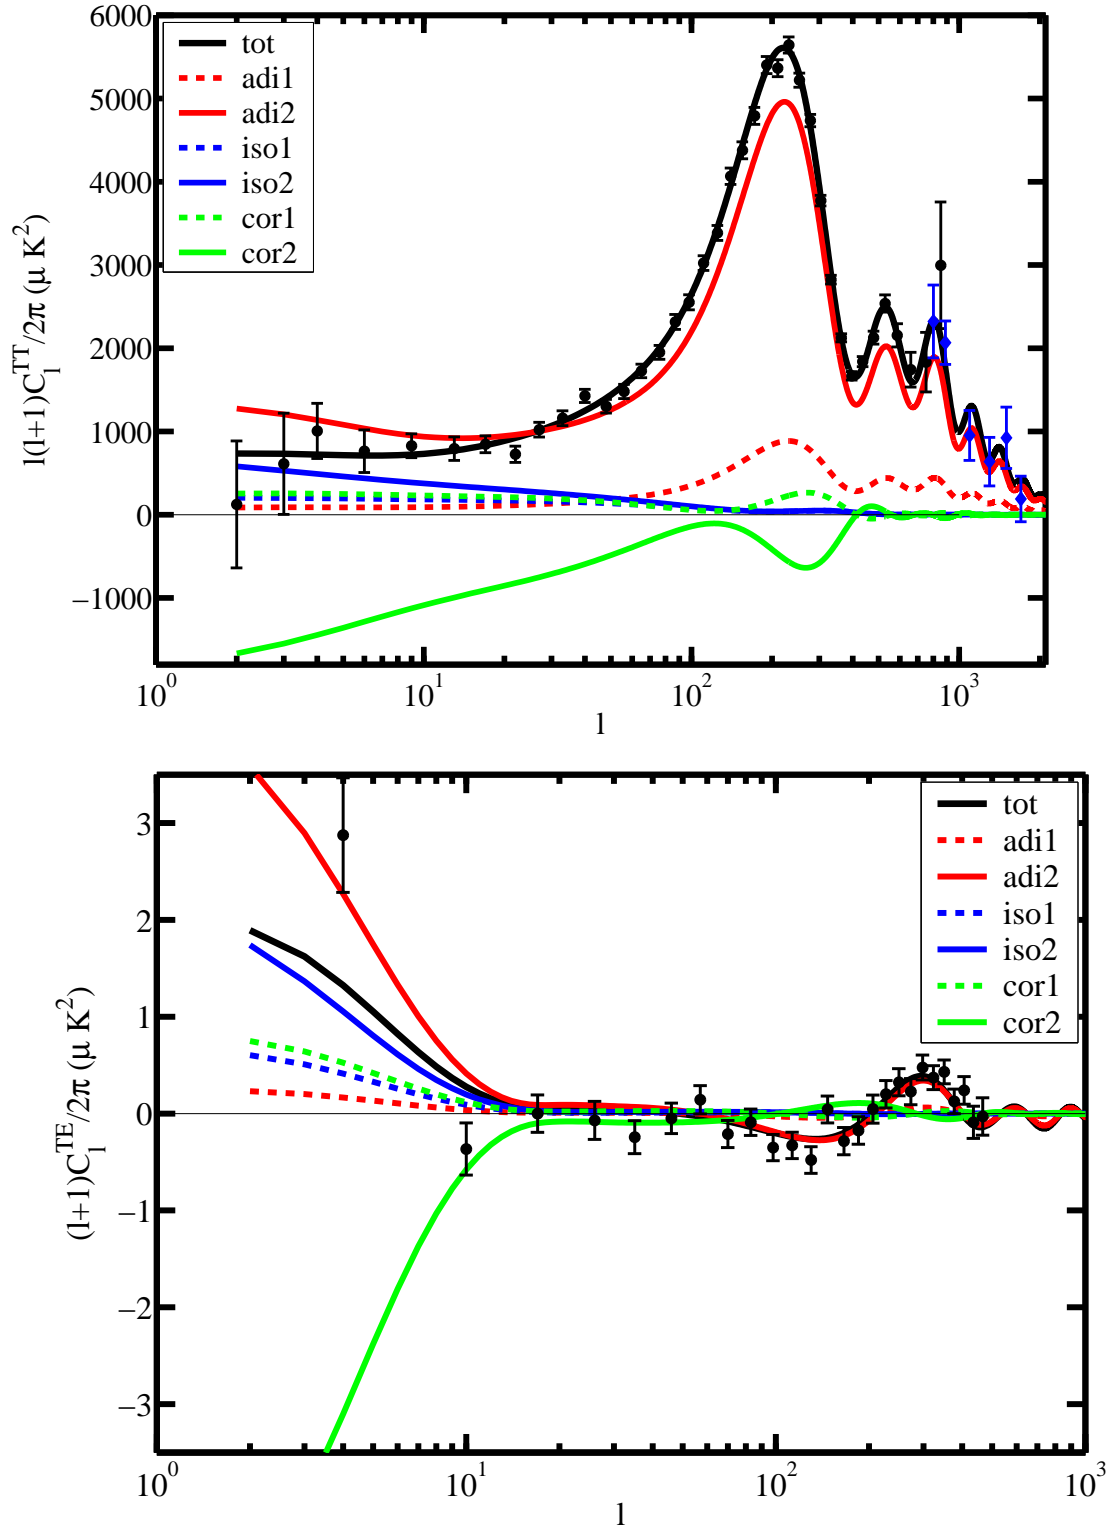 6000
5000
4000
3000
2000
1000
0
−1000
l(l+1)C_l^{TT}/2π (μ K^2)
tot
adi1
adi2
iso1
iso2
cor1
cor2
10^0
10^1
10^2
10^3
l
3
2
1
0
−1
−2
−3
(l+1)C_l^{TE}/2π (μ K^2)
tot
adi1
adi2
iso1
iso2
cor1
cor2
10^0
10^1
10^2
10^3
l